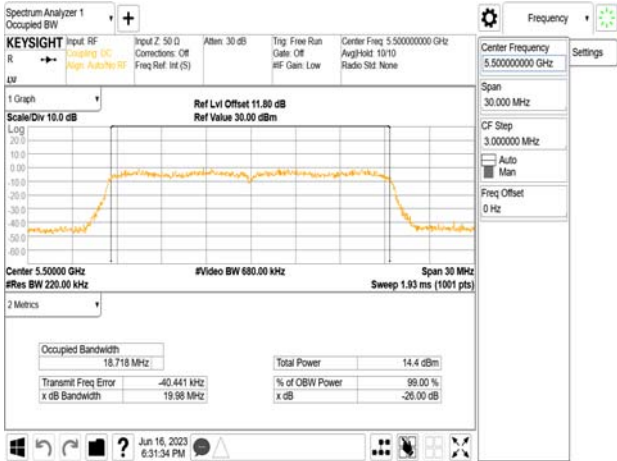 Spectrum Analyzer 1
Occupied BW
+
Frequency
KEYSIGHT
R
LW
Input: RF
Coupling: DC
Align: Auto/No RF
Input Z: 50 Ω
Corrections: Off
Freq Ref: Int (S)
Atten: 30 dB
Trig: Free Run
Gate: Off
#IF Gain: Low
Center Freq: 5.500000000 GHz
Avg|Hold: 10/10
Radio Std: None
Center Frequency
5.500000000 GHz
Settings
Span
30.000 MHz
CF Step
3.000000 MHz
Auto
Man
Freq Offset
0 Hz
1 Graph
Scale/Div 10.0 dB
Ref Lvl Offset 11.80 dB
Ref Value 30.00 dBm
Log
20.0
10.0
0.00
-10.0
-20.0
-30.0
-40.0
-50.0
-60.0
Center 5.50000 GHz
#Res BW 220.00 kHz
#Video BW 680.00 kHz
Span 30 MHz
Sweep 1.93 ms (1001 pts)
2 Metrics
Occupied Bandwidth
18.718 MHz
Total Power 14.4 dBm
Transmit Freq Error -40.441 kHz
% of OBW Power 99.00 %
x dB Bandwidth 19.98 MHz
x dB -26.00 dB
?
Jun 16, 2023
6:31:34 PM